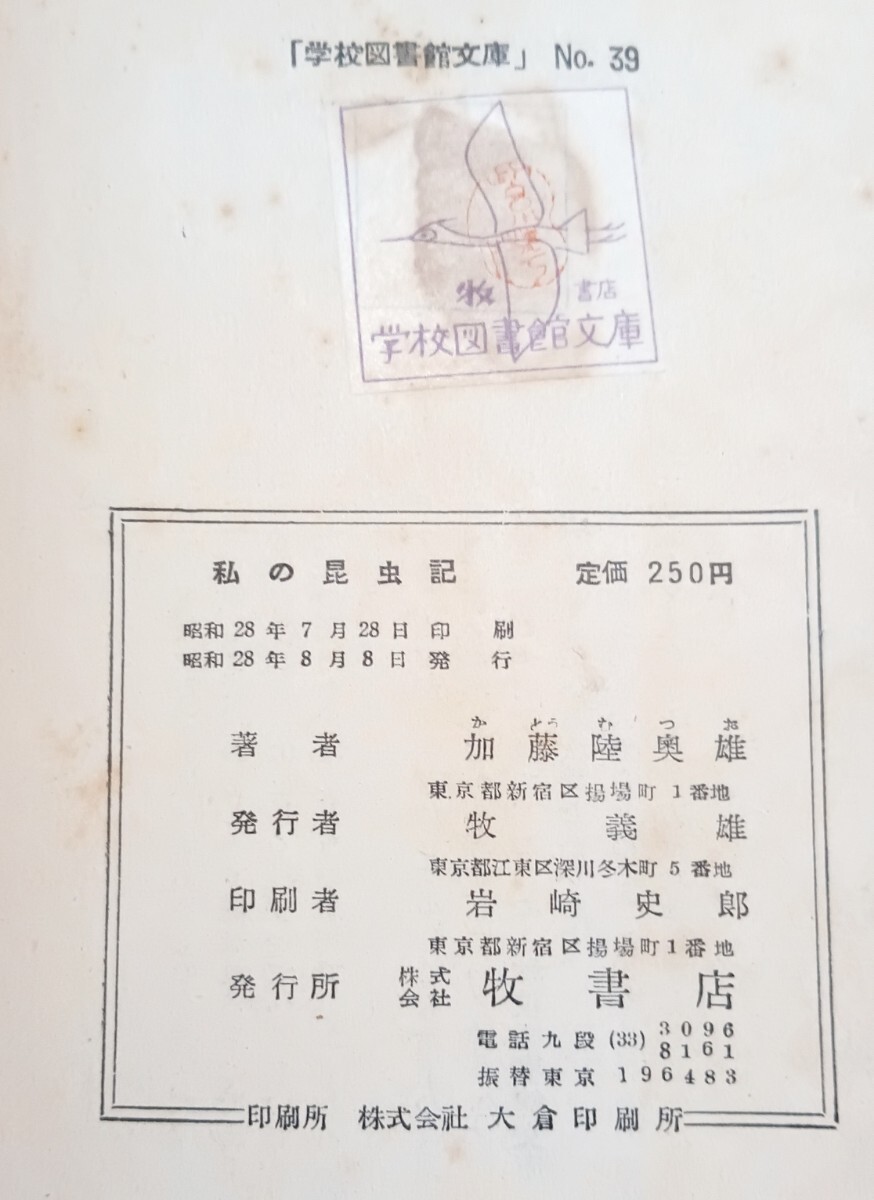 「学校図書館文庫」 No. 39
牧 書店
学校図書館文庫
私の昆虫記 定価 250円
昭和 28 年 7 月 28 日 印 刷
昭和 28 年 8 月 8 日 発 行
か とう む つ お
著 者 加 藤 陸 奥 雄
東京都新宿区揚場町 1 番地
発行者 牧 義 雄
東京都江東区深川冬木町 5 番地
印刷者 岩 崎 史 郎
東京都新宿区揚場町1番地
発行所 株式会社 牧 書 店
電話九段 (33) 3096
8161
振替東京 196483
印刷所 株式会社 大倉印刷所